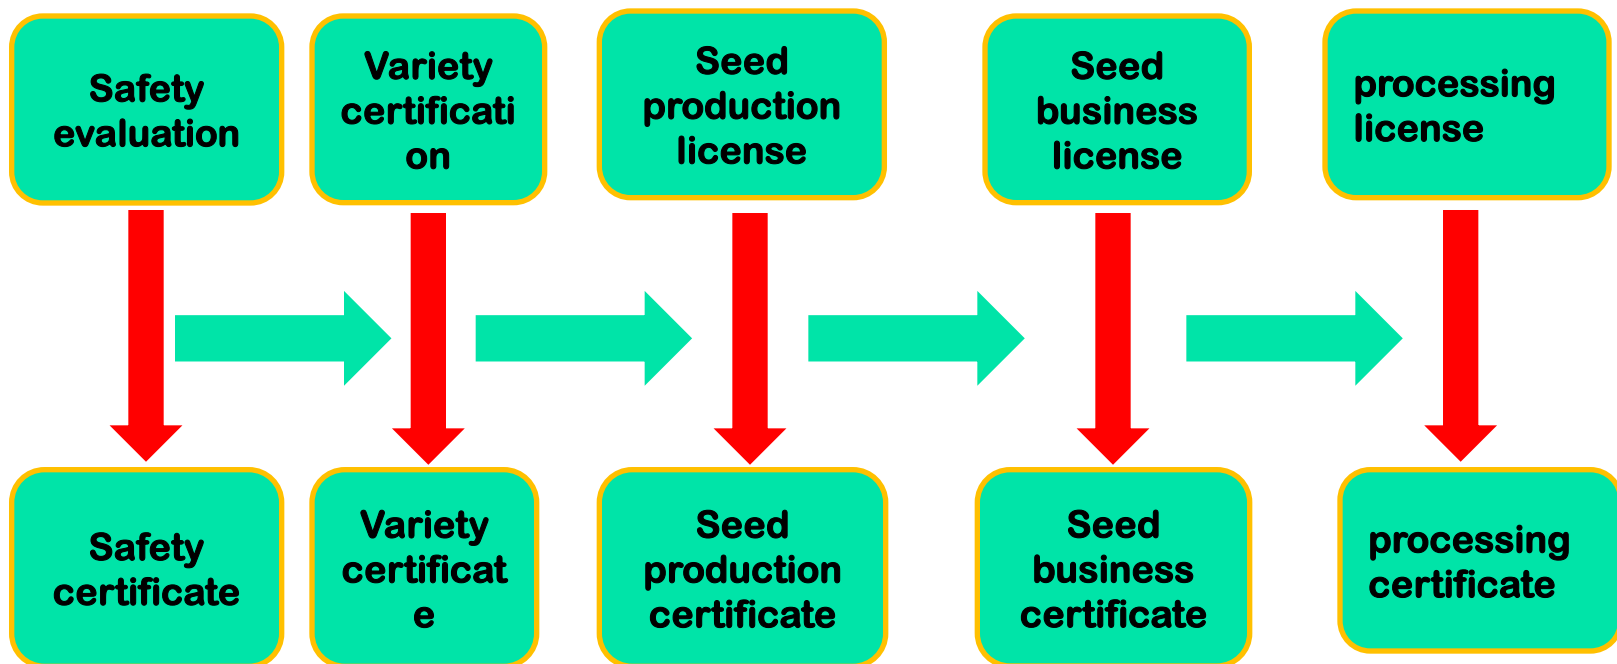 Safety
evaluation
Variety
certificati
on
Seed
production
license
Seed
business
license
processing
license
Safety
certificate
Variety
certificat
e
Seed
production
certificate
Seed
business
certificate
processing
certificate